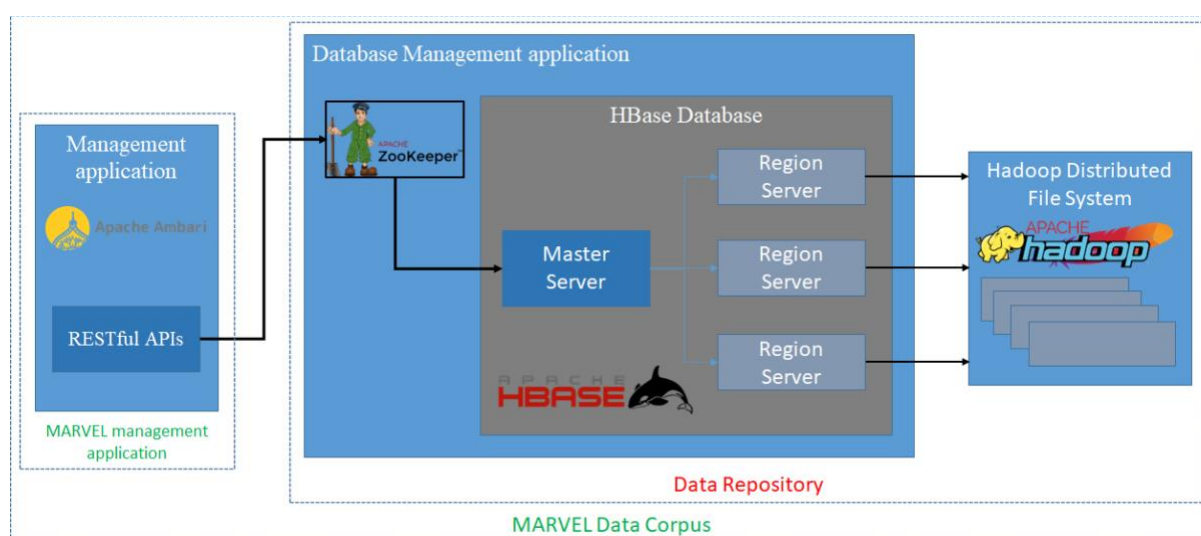 Database Management application
Management
application
Apache Ambari
RESTful APIs
MARVEL management
application
APACHE
ZooKeeper™
HBase Database
Master
Server
Region
Server
Region
Server
Region
Server
APACHE
HBASE
Hadoop Distributed
File System
APACHE
hadoop
Data Repository
MARVEL Data Corpus